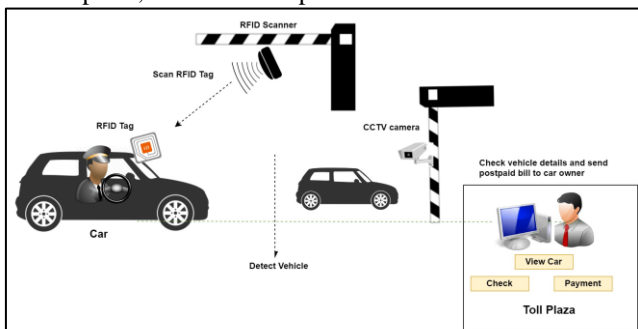 RFID Scanner
Scan RFID Tag
RFID Tag
CCTV camera
Check vehicle details and send
postpaid bill to car owner
Car
View Car
Detect Vehicle
Check
Payment
Toll Plaza